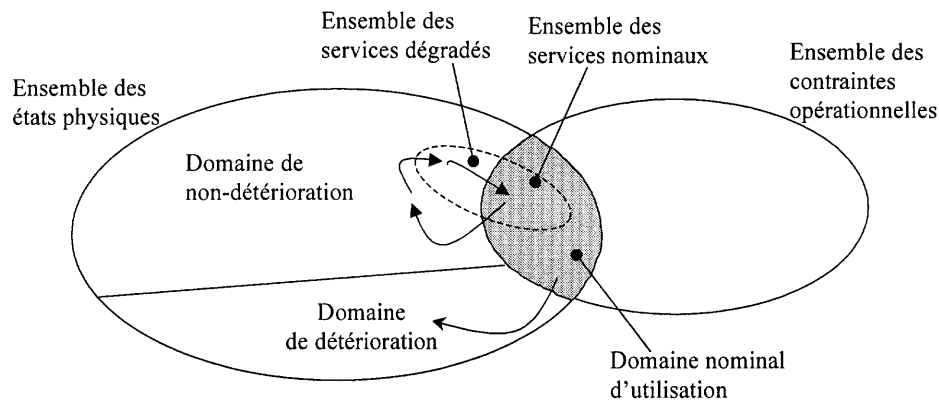 Ensemble des
services dégradés
Ensemble des
services nominaux
Ensemble des
contraintes
opérationnelles
Ensemble des
états physiques
Domaine de
non-détérioration
Domaine
de détérioration
Domaine nominal
d'utilisation